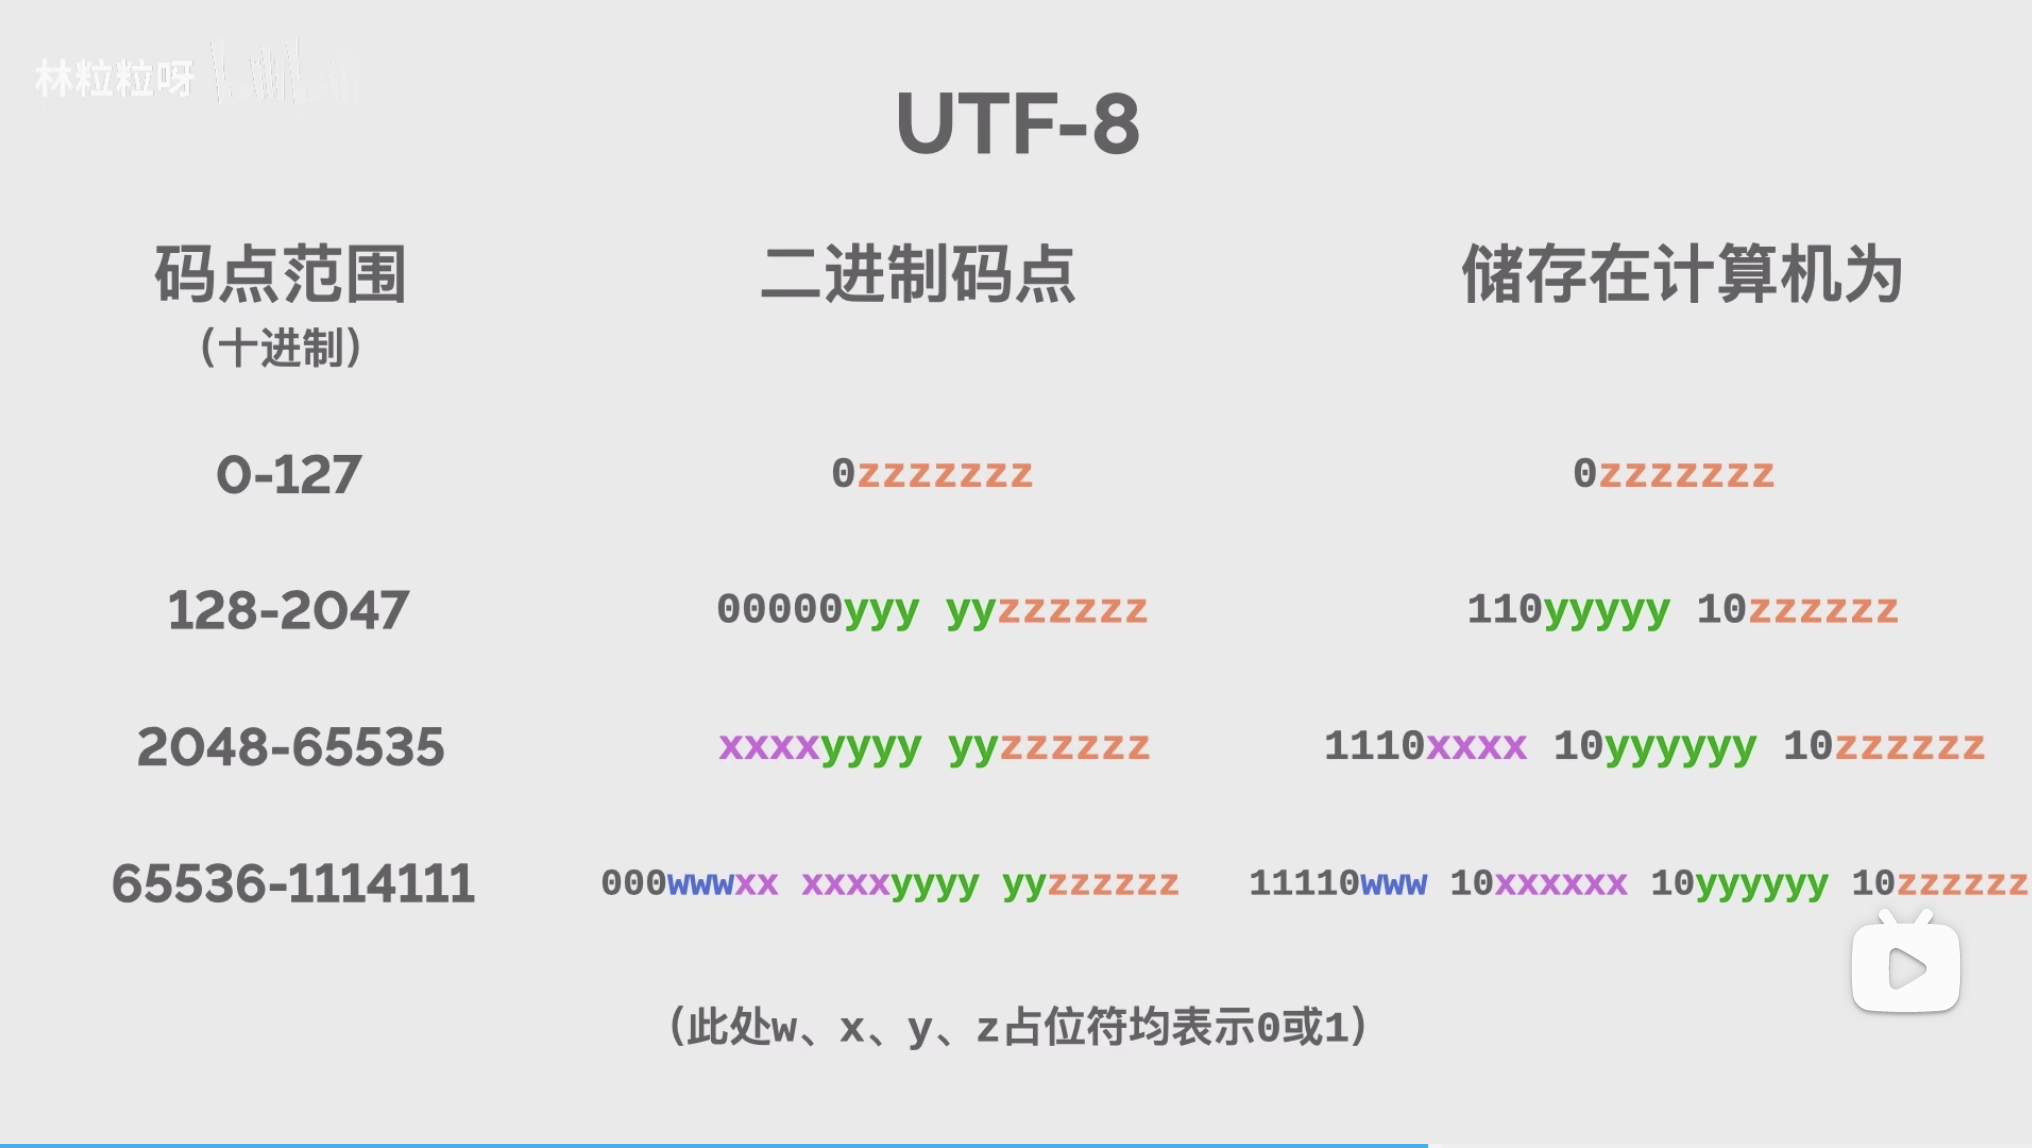 林粒粒呀 bilibili
UTF-8
码点范围 二进制码点 储存在计算机为
(十进制)
0-127 0zzzzzzz 0zzzzzzz
128-2047 00000yyy yyzzzzzz 110yyyyy 10zzzzzz
2048-65535 xxxxyyyy yyzzzzzz 1110xxxx 10yyyyyy 10zzzzzz
65536-1114111 000wwwxx xxxxyyyy yyzzzzzz 11110www 10xxxxxx 10yyyyyy 10zzzzzz
(此处w、x、y、z占位符均表示0或1)